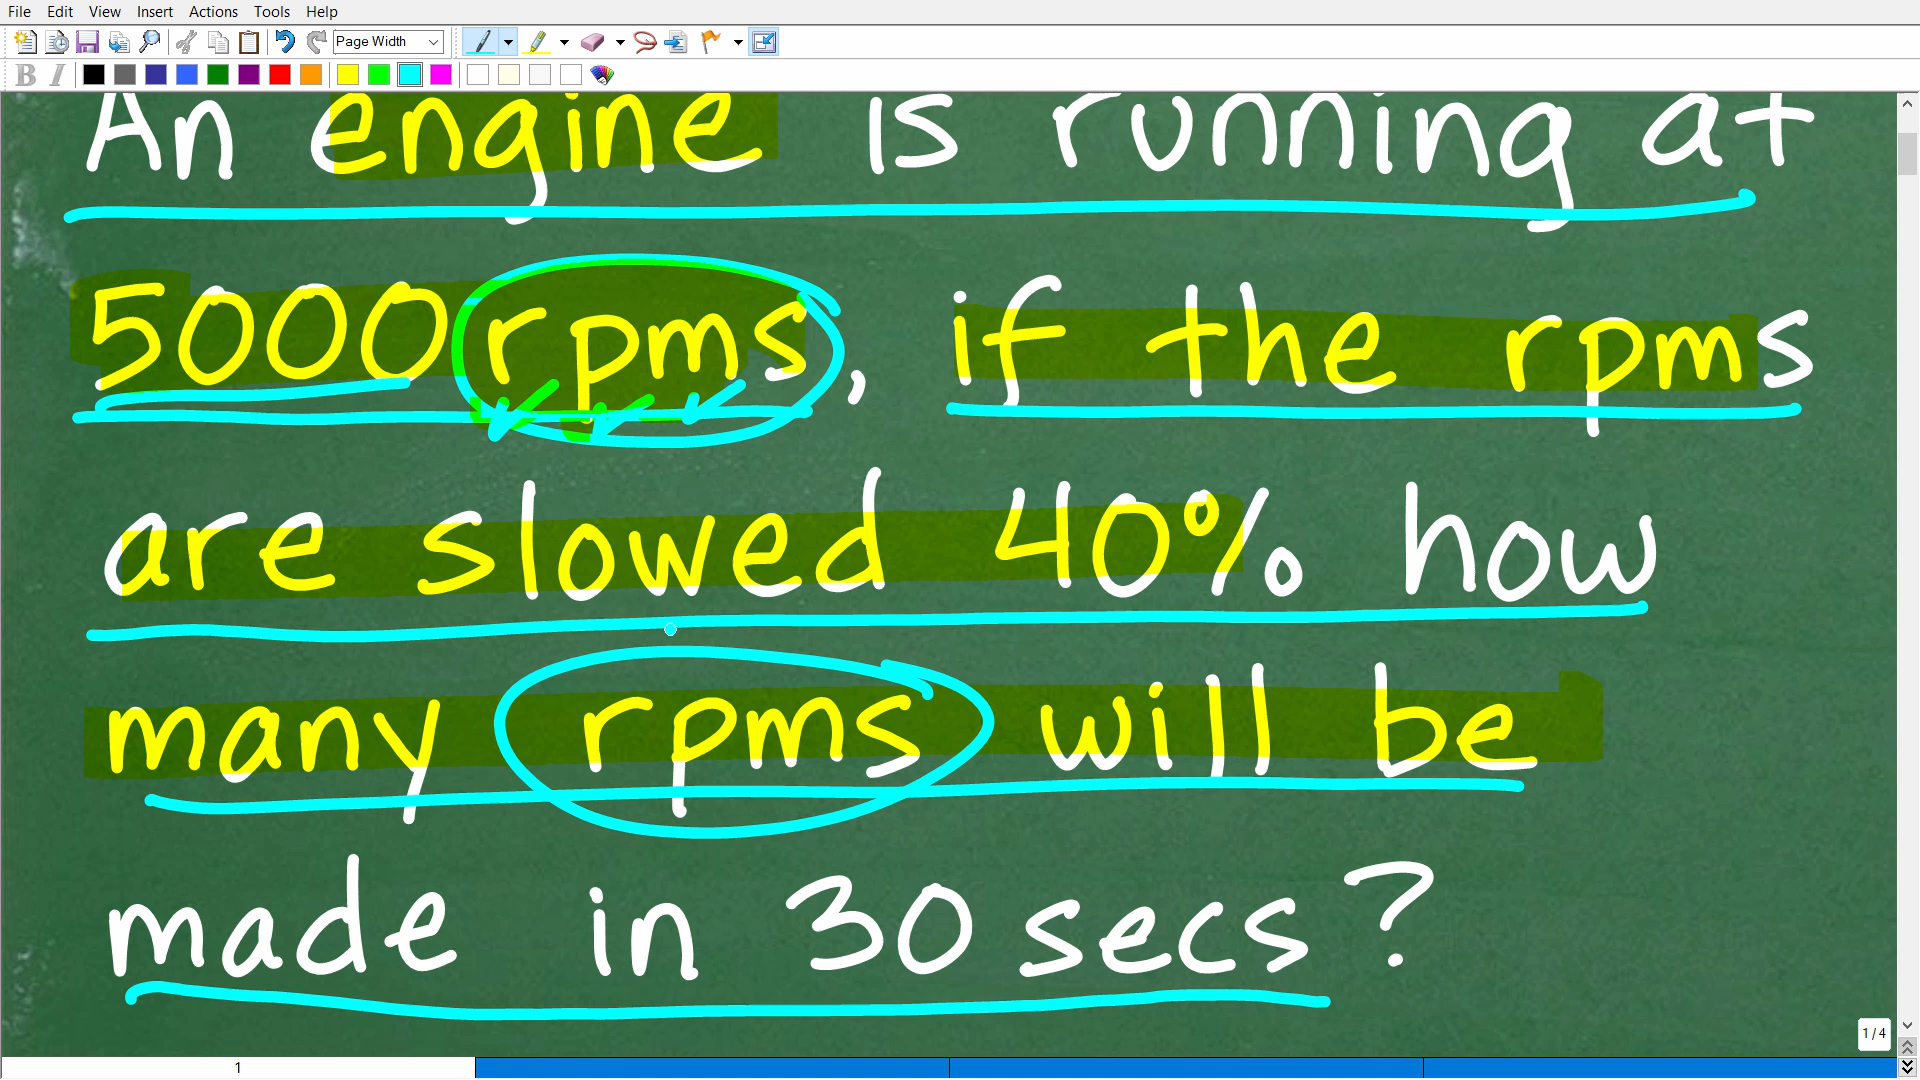 File Edit View Insert Actions Tools Help
Page Width
B I
An engine is running at
5000 rpms, if the rpms
are slowed 40% how
many rpms will be
made in 30 secs?
1 / 4
1